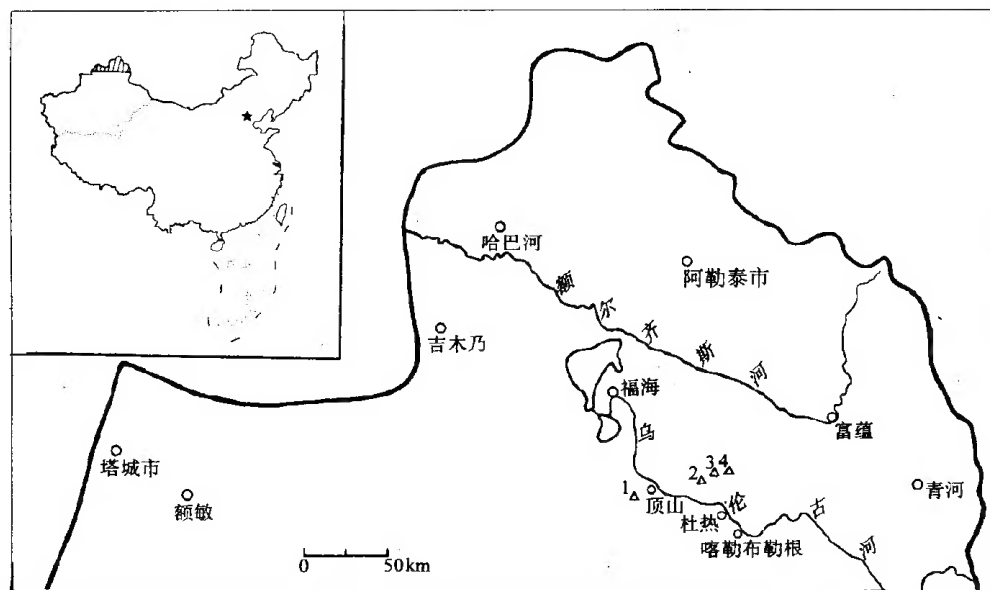 哈巴河
阿勒泰市
额尔齐斯河
吉木乃
福海
富蕴
乌伦古河
塔城市
额敏
1
2
3
4
顶山
青河
杜热
喀勒布勒根
0
50km